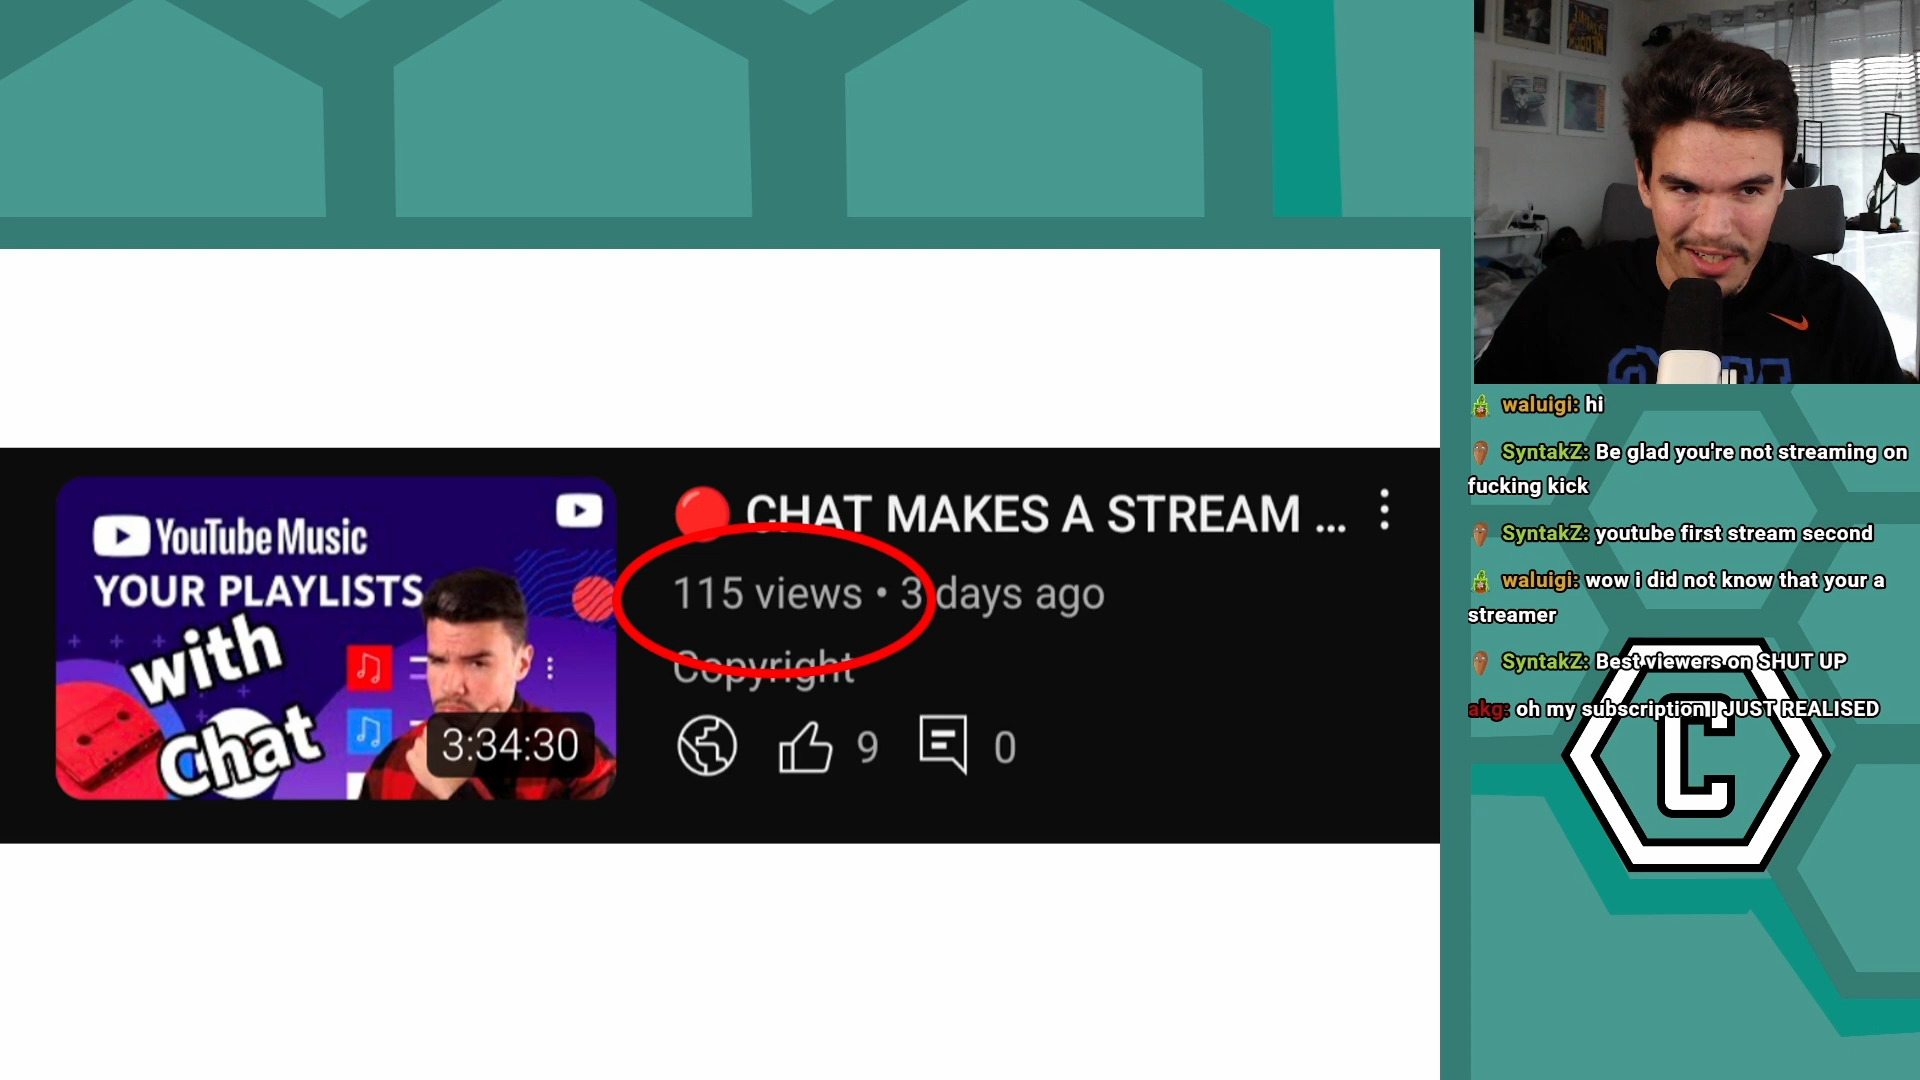 YouTube Music
YOUR PLAYLISTS
with
Chat
3:34:30
CHAT MAKES A STREAM ...
115 views • 3 days ago
Copyright
9
0
waluigi: hi
SyntakZ: Be glad you're not streaming on
fucking kick
SyntakZ: youtube first stream second
waluigi: wow i did not know that your a
streamer
SyntakZ: Best viewers on SHUT UP
akg: oh my subscription I JUST REALISED
C